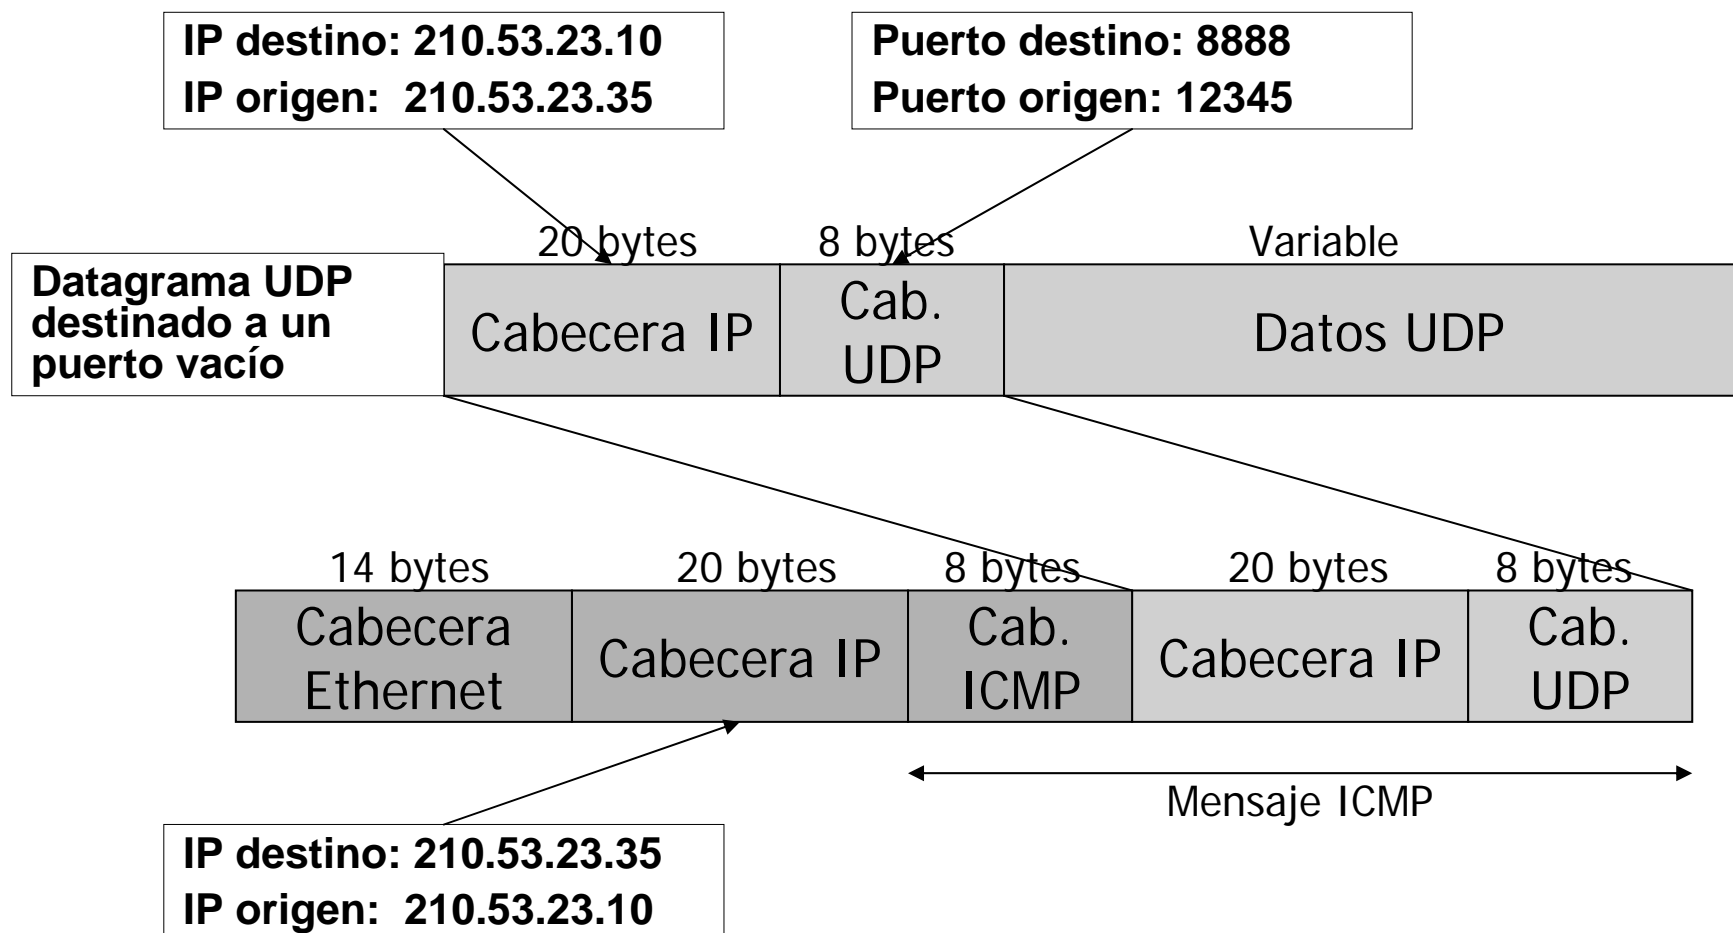 IP destino: 210.53.23.10
IP origen: 210.53.23.35
Puerto destino: 8888
Puerto origen: 12345
20 bytes
8 bytes
Variable
Datagrama UDP
destinado a un
puerto vacío
Cabecera IP
Cab.
UDP
Datos UDP
14 bytes
20 bytes
8 bytes
20 bytes
8 bytes
Cabecera
Ethernet
Cabecera IP
Cab.
ICMP
Cabecera IP
Cab.
UDP
Mensaje ICMP
IP destino: 210.53.23.35
IP origen: 210.53.23.10